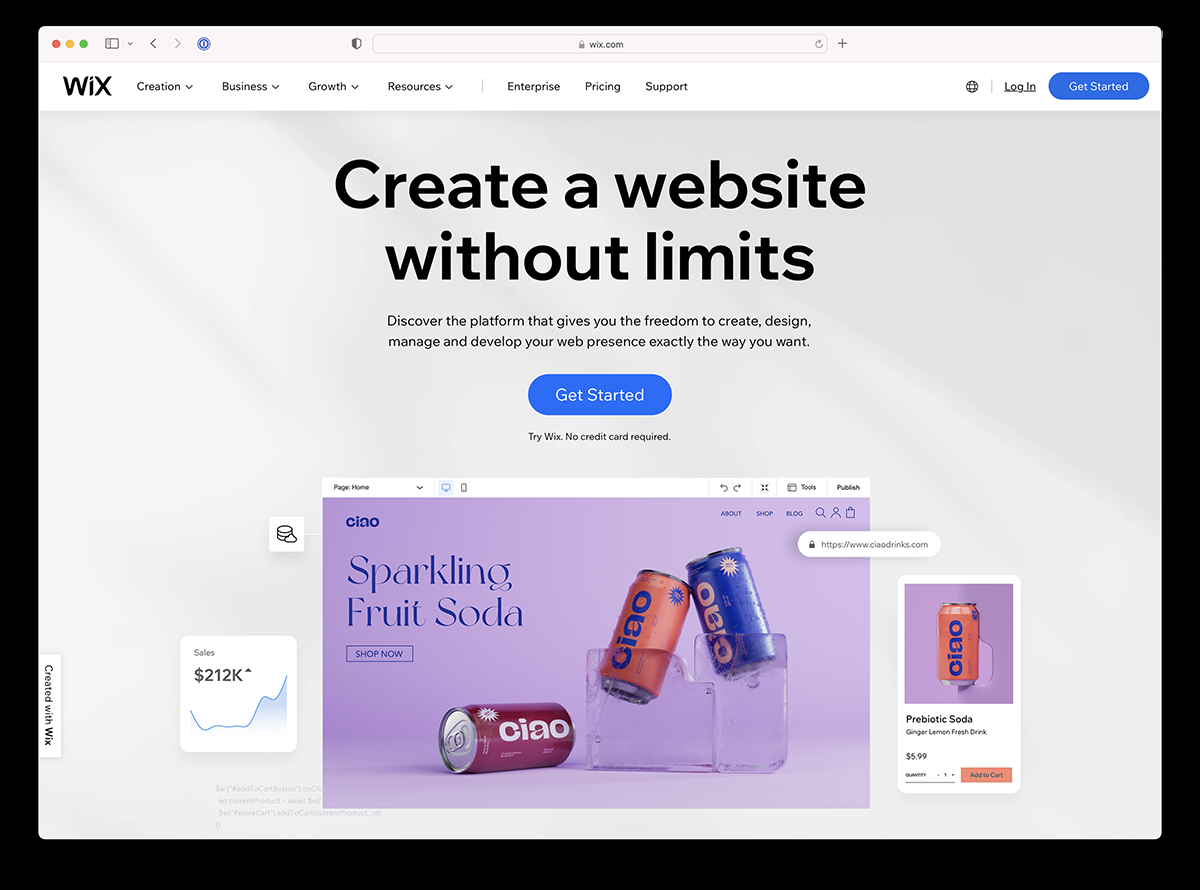 wix.com
WiX
Creation
Business
Growth
Resources
Enterprise
Pricing
Support
Log In
Get Started
Create a website
without limits
Discover the platform that gives you the freedom to create, design,
manage and develop your web presence exactly the way you want.
Get Started
Try Wix. No credit card required.
Page: Home
Tools
Publish
ciao
ABOUT
SHOP
BLOG
https://www.ciaodrinks.com
Sparkling
Fruit Soda
SHOP NOW
ciao
ciao
ciao
Sales
$212K
Created with Wix
ciao
Prebiotic Soda
Ginger Lemon Fresh Drink
$5.99
QUANTITY - 1 +
Add to Cart
$w("#addToCartButton").onCli
let currentProduct = await $w("
$w("#storeCart").addToCart(currentProduct._id)
})